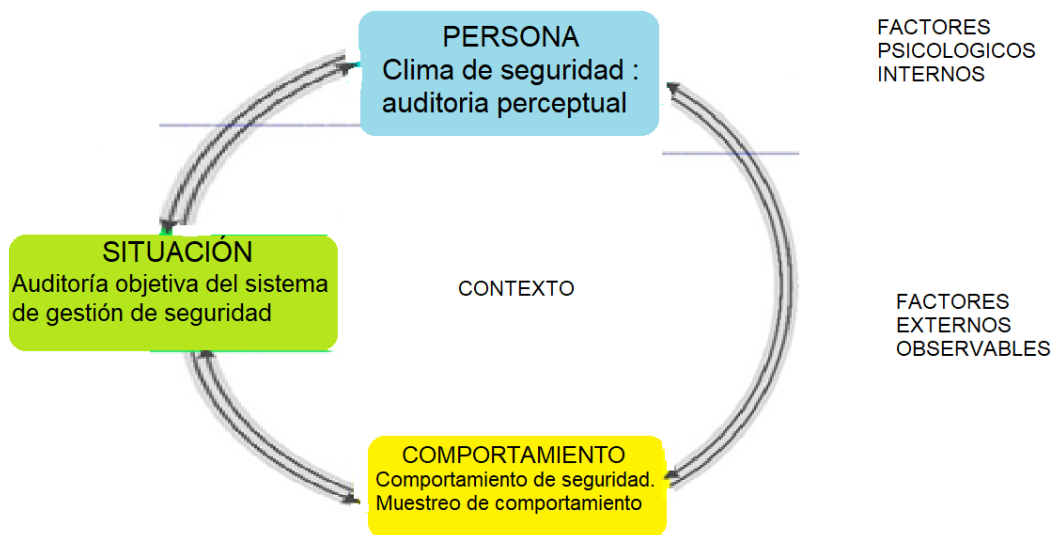 PERSONA
Clima de seguridad :
auditoria perceptual
FACTORES
PSICOLOGICOS
INTERNOS
SITUACIÓN
Auditoría objetiva del sistema
de gestión de seguridad
CONTEXTO
FACTORES
EXTERNOS
OBSERVABLES
COMPORTAMIENTO
Comportamiento de seguridad.
Muestreo de comportamiento